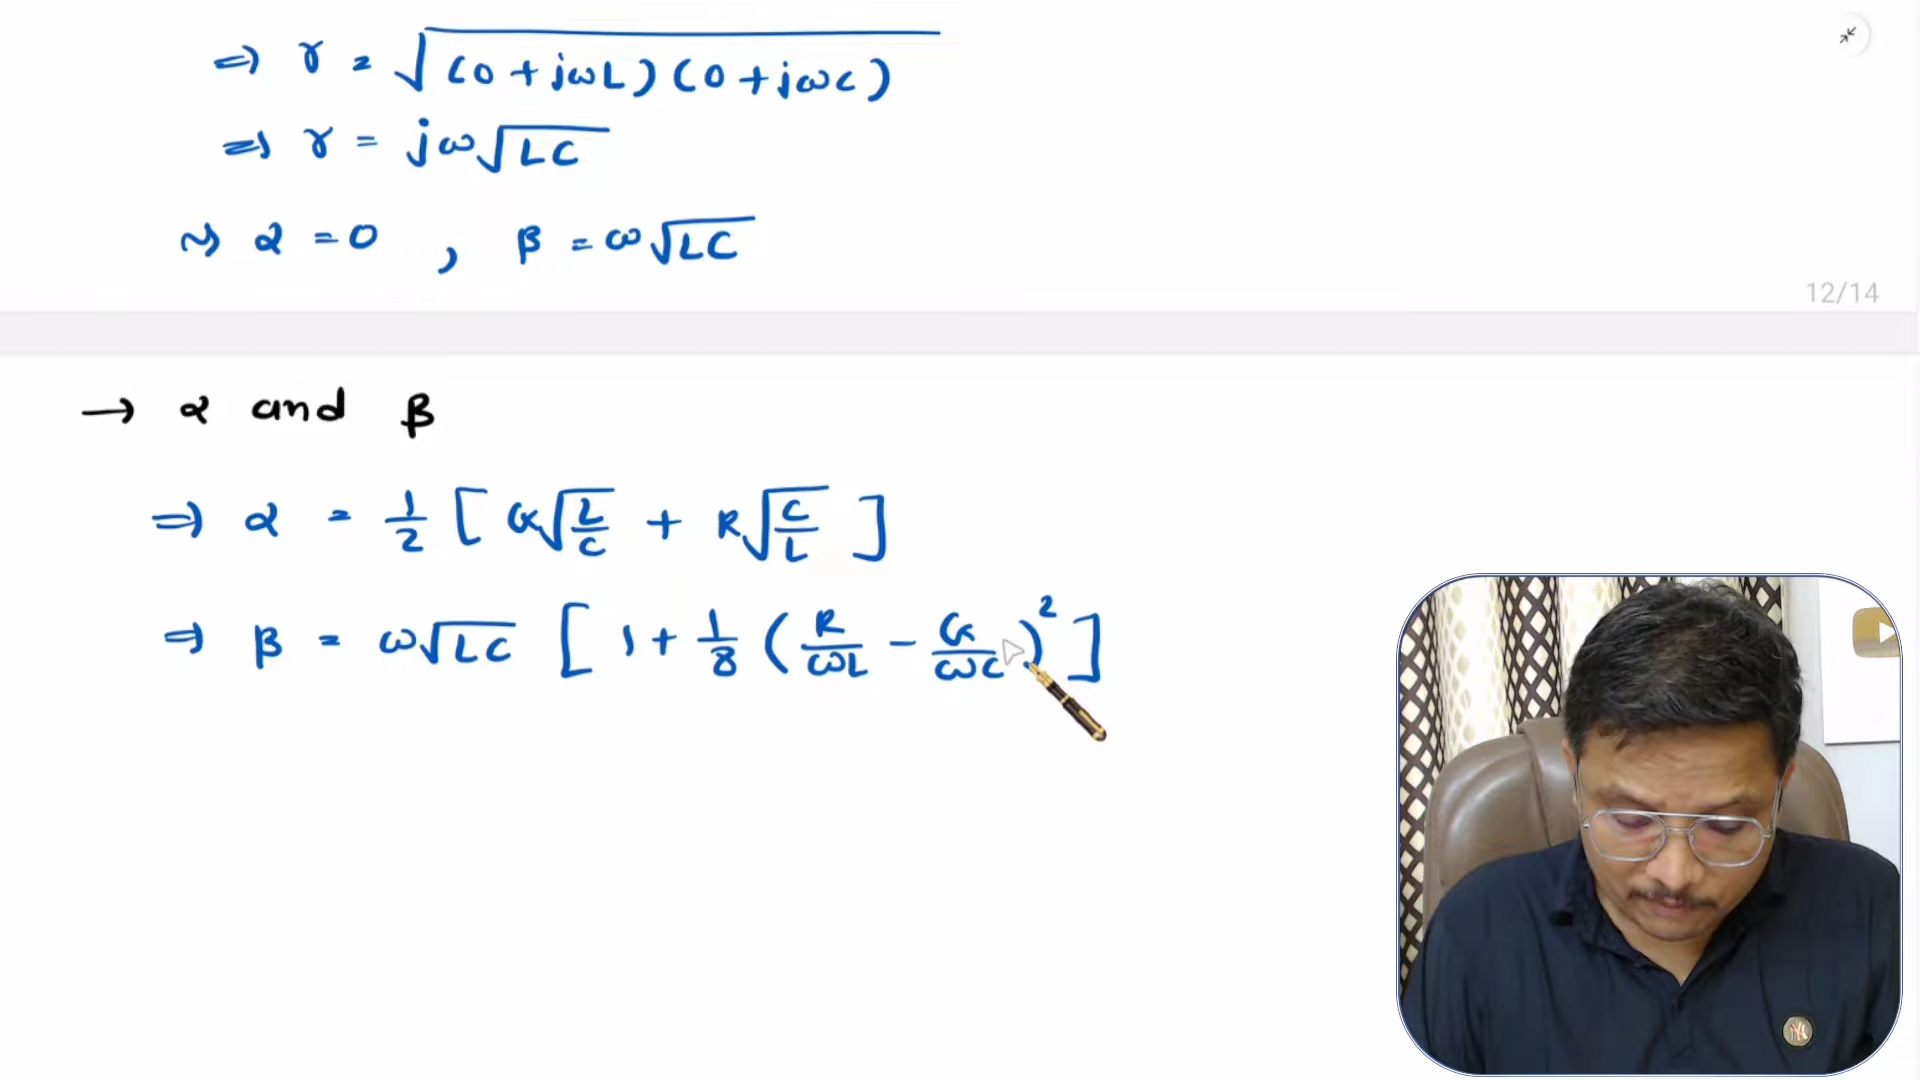 ⇒ γ = √(0 + jωL)(0 + jωC)
⇒ γ = jω√LC
⇒ α = 0 , β = ω√LC
12/14
→ α and β
⇒ α = 1/2 [ G√L/C + R√C/L ]
⇒ β = ω√LC [ 1 + 1/8 ( R/ωL − G/ωC )² ]